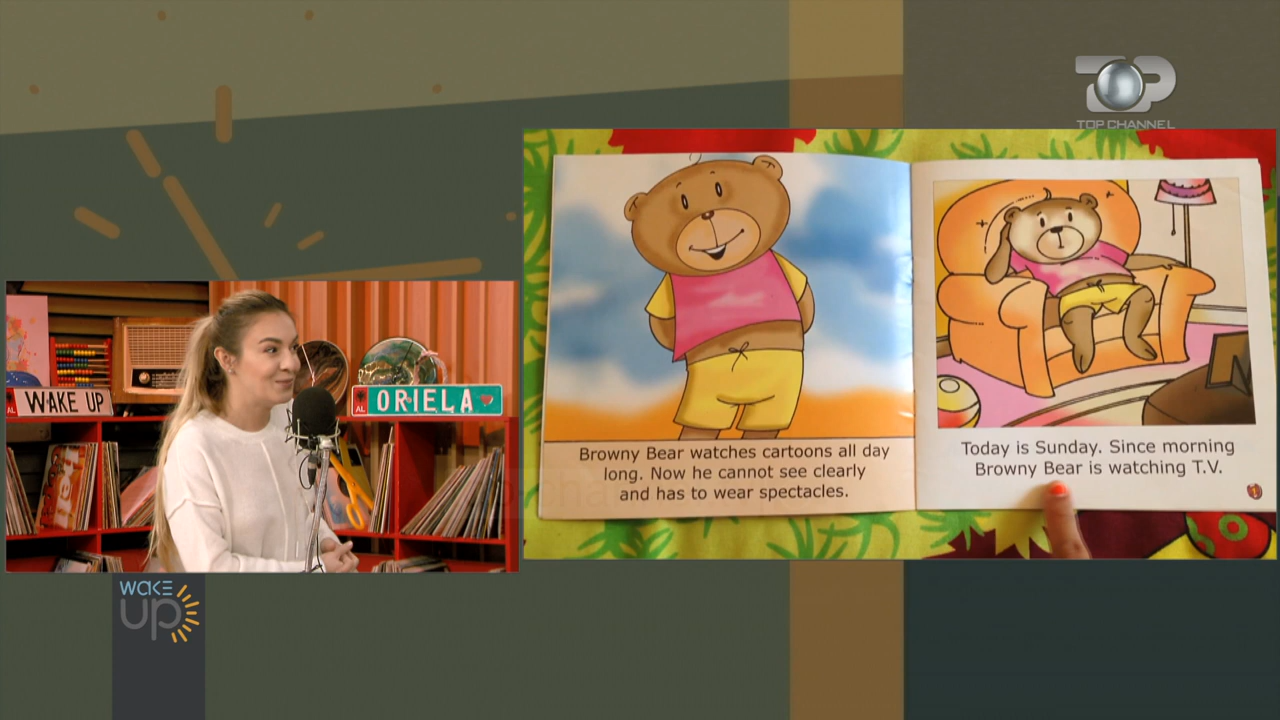 TOP CHANNEL
AL WAKE UP
AL ORIELA
Browny Bear watches cartoons all day
long. Now he cannot see clearly
and has to wear spectacles.
Today is Sunday. Since morning
Browny Bear is watching T.V.
1
WAKE
up